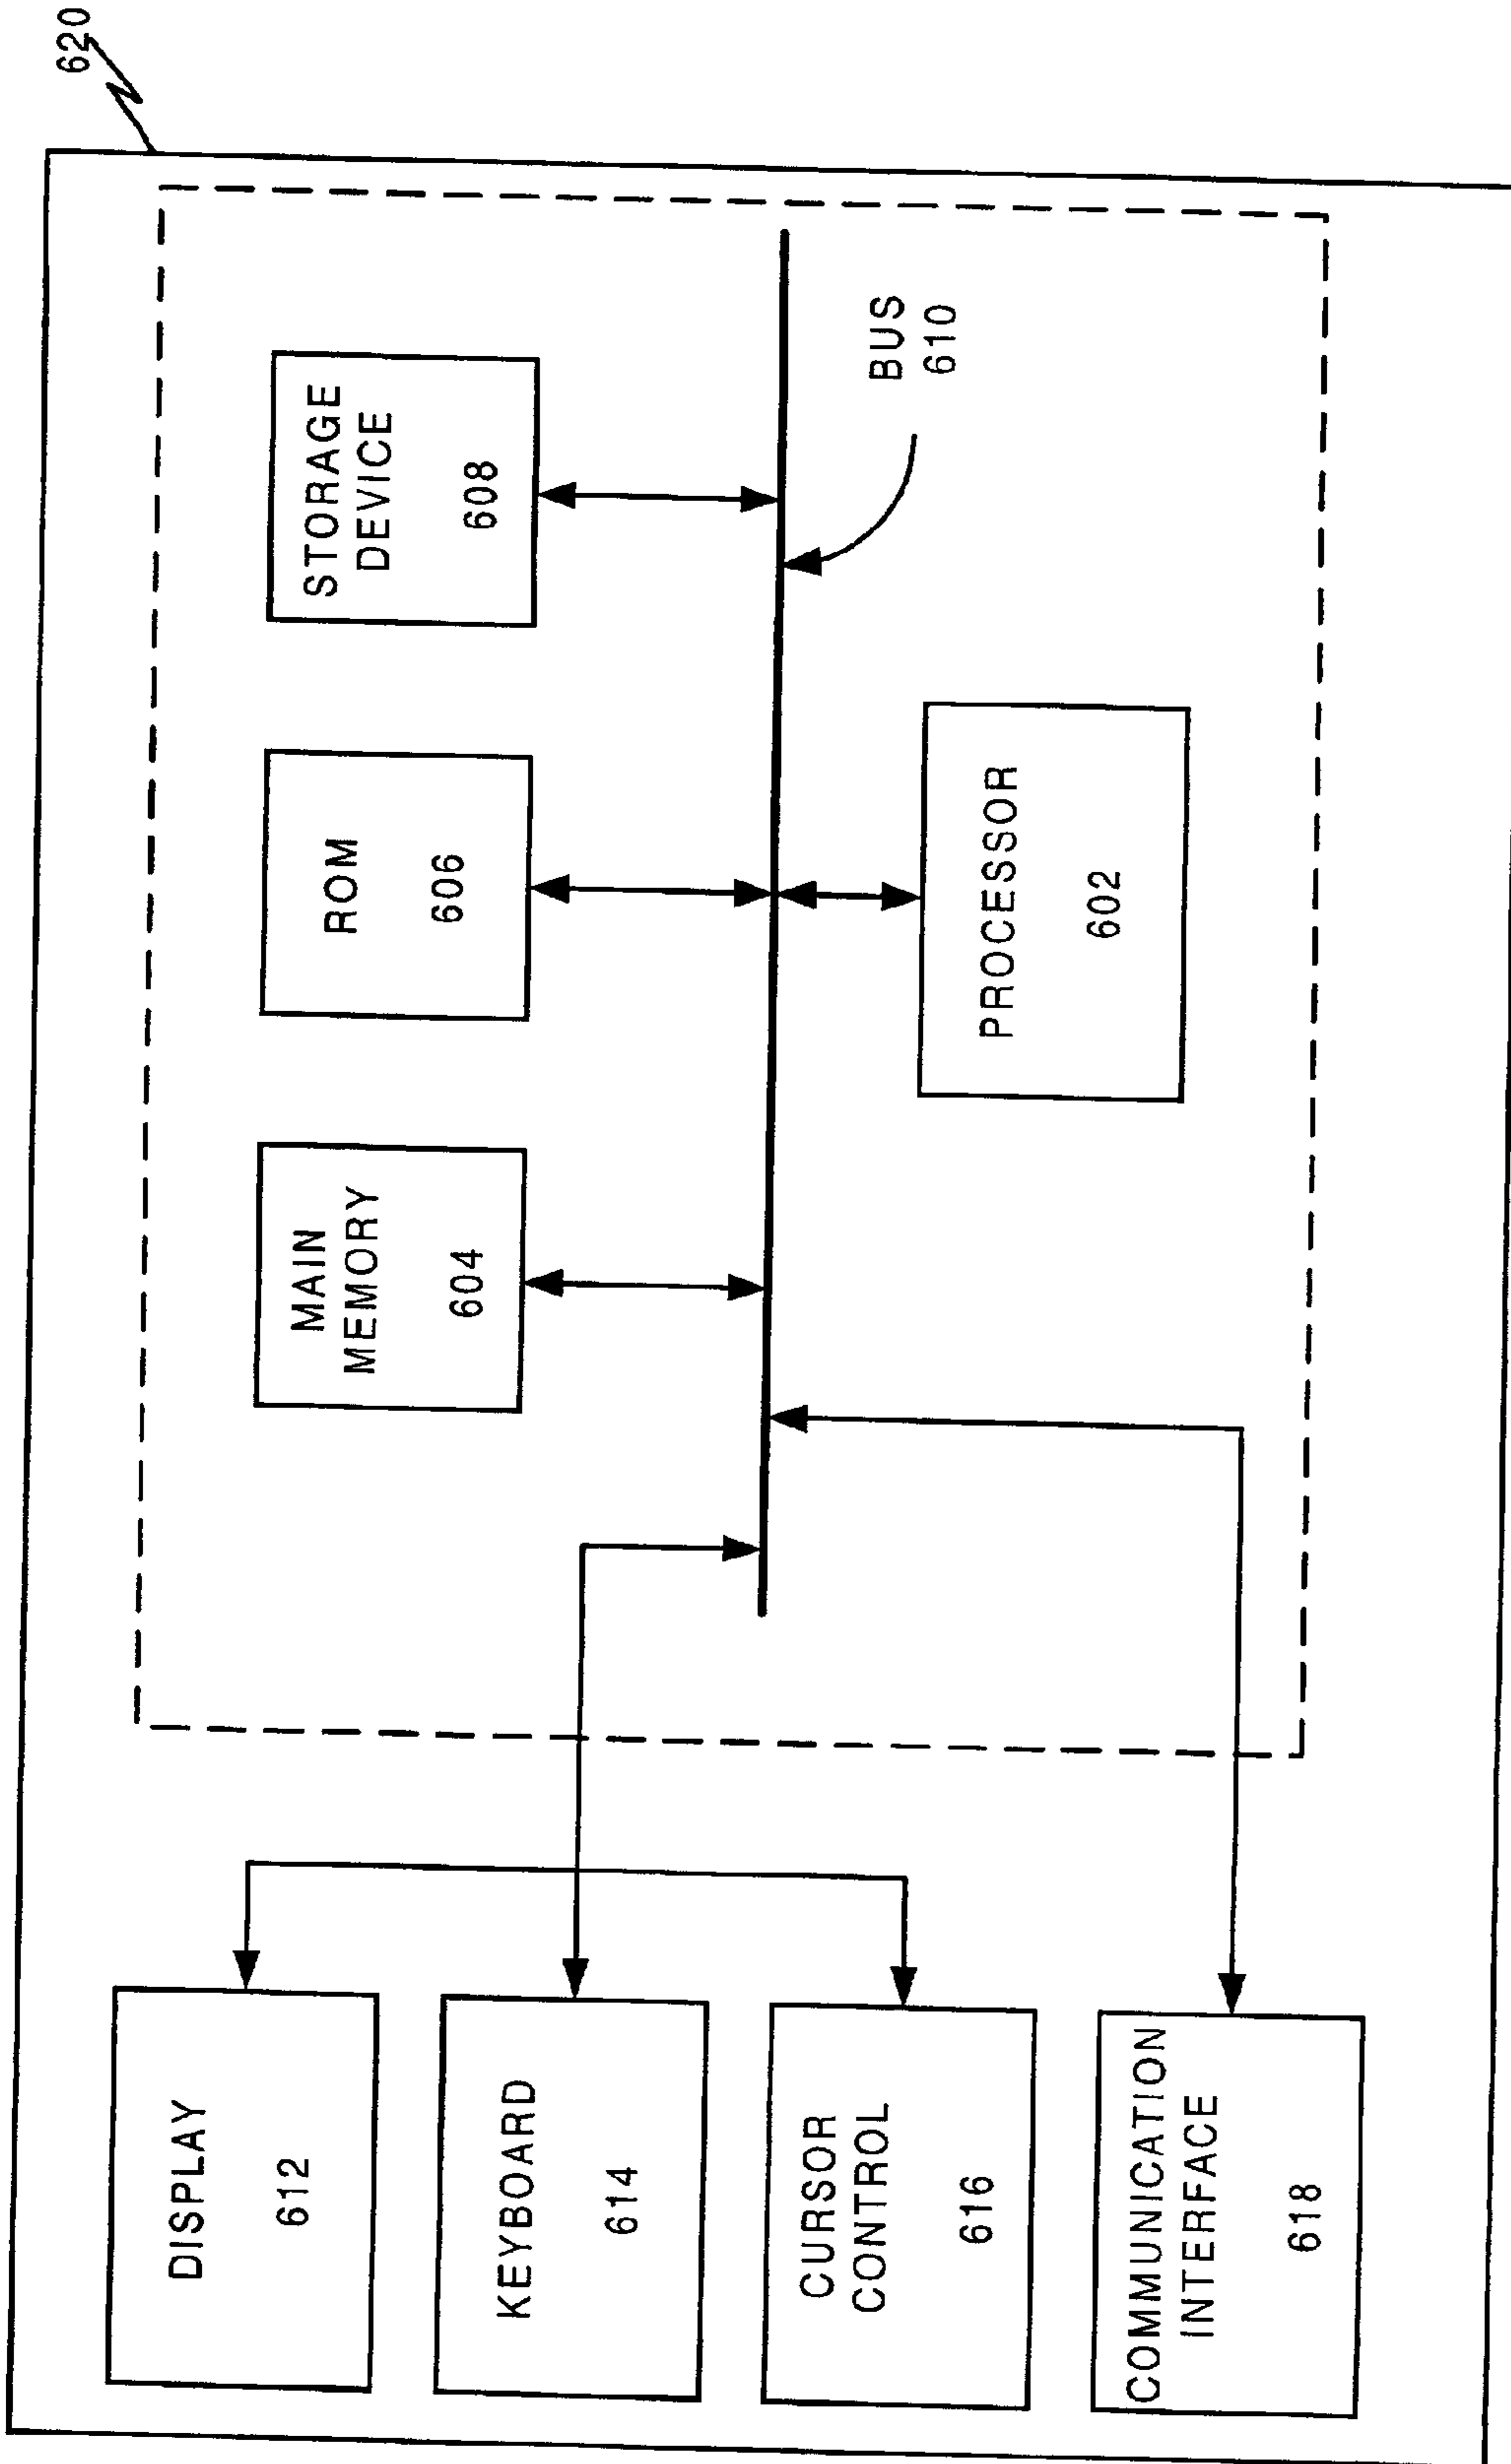 620
DISPLAY
612
KEYBOARD
614
CURSOR
CONTROL
616
COMMUNICATION
INTERFACE
618
MAIN
MEMORY
604
ROM
606
STORAGE
DEVICE
608
BUS
610
PROCESSOR
602